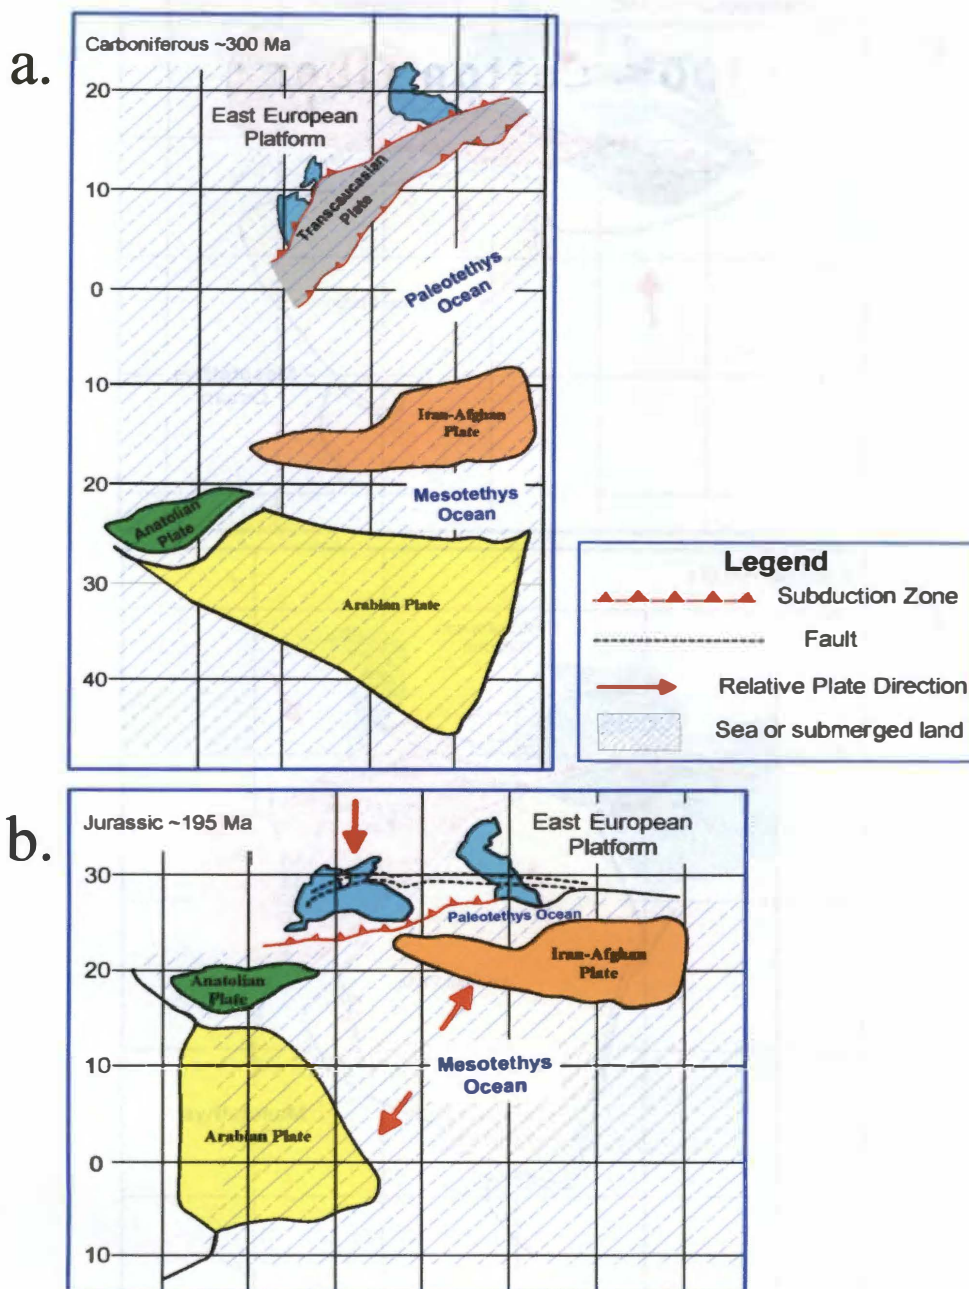 a.
Carboniferous ~300 Ma
20
East European
Platform
10
Transcaucasian
Plate
0
Paleotethys
Ocean
10
Iran-Afghan
Plate
20
Mesotethys
Ocean
Anatolian
Plate
30
Arabian Plate
40
Legend
Subduction Zone
Fault
Relative Plate Direction
Sea or submerged land
b.
Jurassic ~195 Ma
East European
Platform
30
Paleotethys Ocean
Iran-Afghan
Plate
20
Anatolian
Plate
10
Mesotethys
Ocean
Arabian Plate
0
10